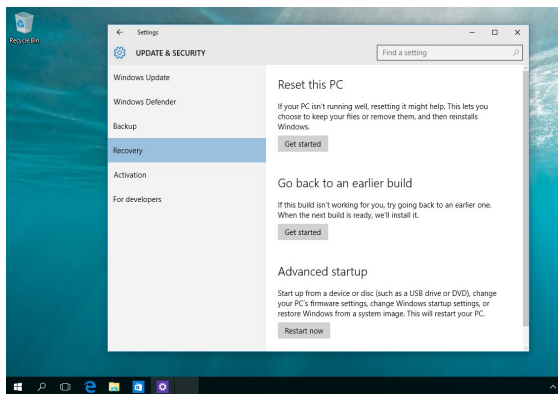 Recycle Bin
Settings
UPDATE & SECURITY
Find a setting
Windows Update
Windows Defender
Backup
Recovery
Activation
For developers
Reset this PC
If your PC isn't running well, resetting it might help. This lets you
choose to keep your files or remove them, and then reinstalls
Windows.
Get started
Go back to an earlier build
If this build isn't working for you, try going back to an earlier one.
When the next build is ready, we'll install it.
Get started
Advanced startup
Start up from a device or disc (such as a USB drive or DVD), change
your PC's firmware settings, change Windows startup settings, or
restore Windows from a system image. This will restart your PC.
Restart now